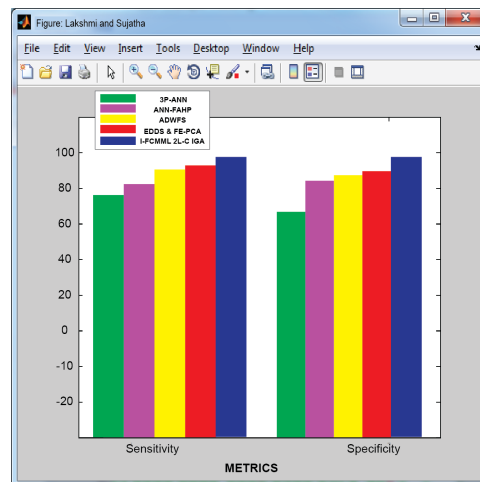 Figure: Lakshmi and Sujatha
File Edit View Insert Tools Desktop Window Help
3P-ANN
ANN-FAHP
ADWFS
EDDS & FE-PCA
I-FCMML 2L-C IGA
100
80
60
40
20
0
-10
-20
Sensitivity Specificity
METRICS